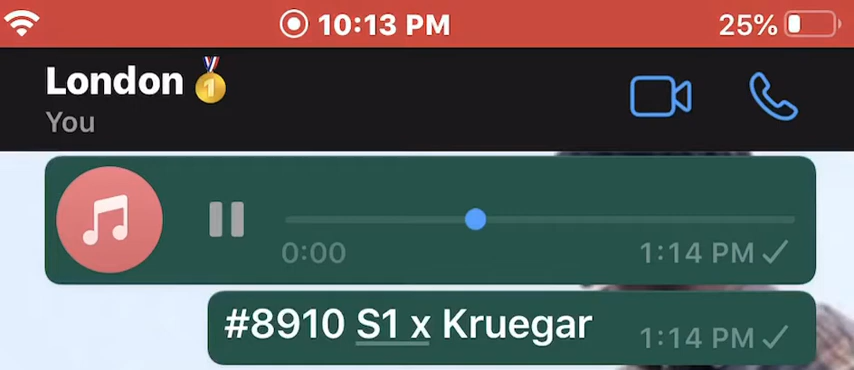 10:13 PM 25%
London
You
0:00 1:14 PM
#8910 S1 x Kruegar 1:14 PM